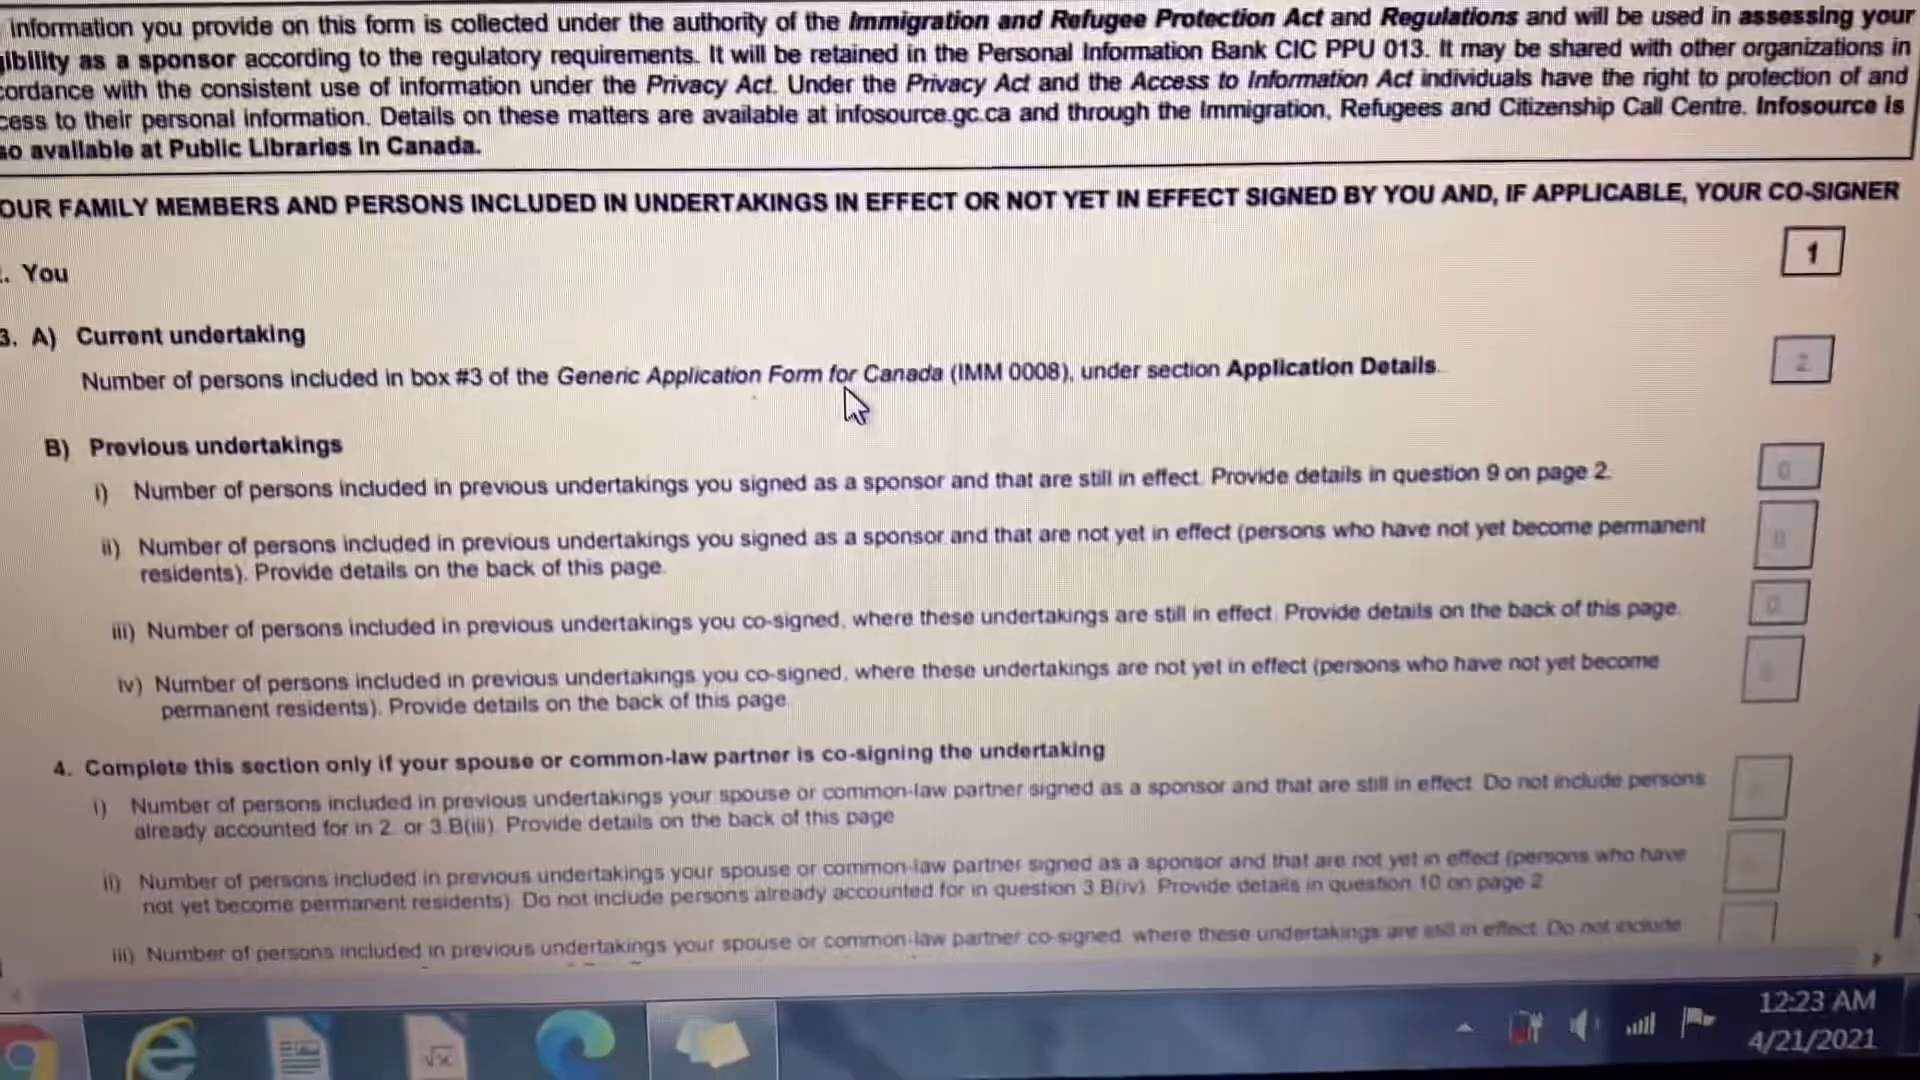 information you provide on this form is collected under the authority of the Immigration and Refugee Protection Act and Regulations and will be used in assessing your
ibility as a sponsor according to the regulatory requirements. It will be retained in the Personal Information Bank CIC PPU 013. It may be shared with other organizations in
cordance with the consistent use of information under the Privacy Act. Under the Privacy Act and the Access to Information Act individuals have the right to protection of and
cess to their personal information. Details on these matters are available at infosource.gc.ca and through the Immigration, Refugees and Citizenship Call Centre. Infosource is
so available at Public Libraries in Canada.
OUR FAMILY MEMBERS AND PERSONS INCLUDED IN UNDERTAKINGS IN EFFECT OR NOT YET IN EFFECT SIGNED BY YOU AND, IF APPLICABLE, YOUR CO-SIGNER
. You 1
3. A) Current undertaking
Number of persons included in box #3 of the Generic Application Form for Canada (IMM 0008), under section Application Details. 2
B) Previous undertakings
i) Number of persons included in previous undertakings you signed as a sponsor and that are still in effect. Provide details in question 9 on page 2. 0
ii) Number of persons included in previous undertakings you signed as a sponsor and that are not yet in effect (persons who have not yet become permanent 0
residents). Provide details on the back of this page.
iii) Number of persons included in previous undertakings you co-signed, where these undertakings are still in effect. Provide details on the back of this page. 0
iv) Number of persons included in previous undertakings you co-signed, where these undertakings are not yet in effect (persons who have not yet become
permanent residents). Provide details on the back of this page.
4. Complete this section only if your spouse or common-law partner is co-signing the undertaking
i) Number of persons included in previous undertakings your spouse or common-law partner signed as a sponsor and that are still in effect. Do not include persons
already accounted for in 2. or 3.B(iii). Provide details on the back of this page
ii) Number of persons included in previous undertakings your spouse or common-law partner signed as a sponsor and that are not yet in effect (persons who have
not yet become permanent residents). Do not include persons already accounted for in question 3.B(iv). Provide details in question 10 on page 2
iii) Number of persons included in previous undertakings your spouse or common-law partner co-signed, where these undertakings are still in effect. Do not include
12:23 AM
4/21/2021